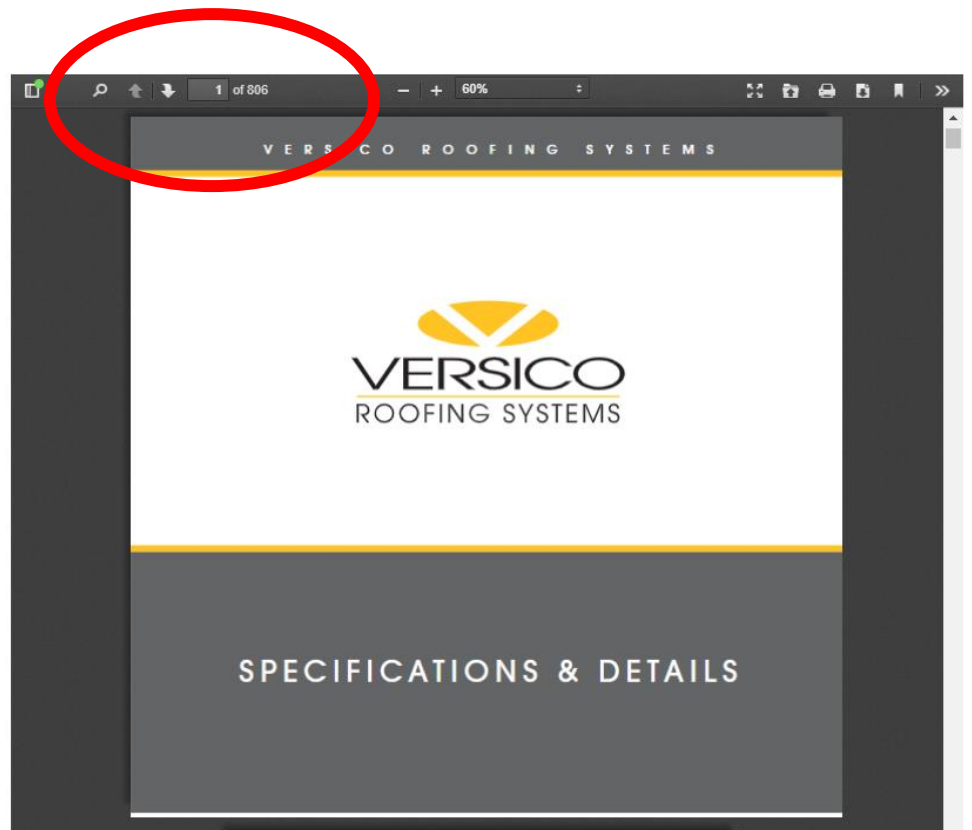 1 of 806 60%
VERSICO ROOFING SYSTEMS
VERSICO
ROOFING SYSTEMS
SPECIFICATIONS & DETAILS